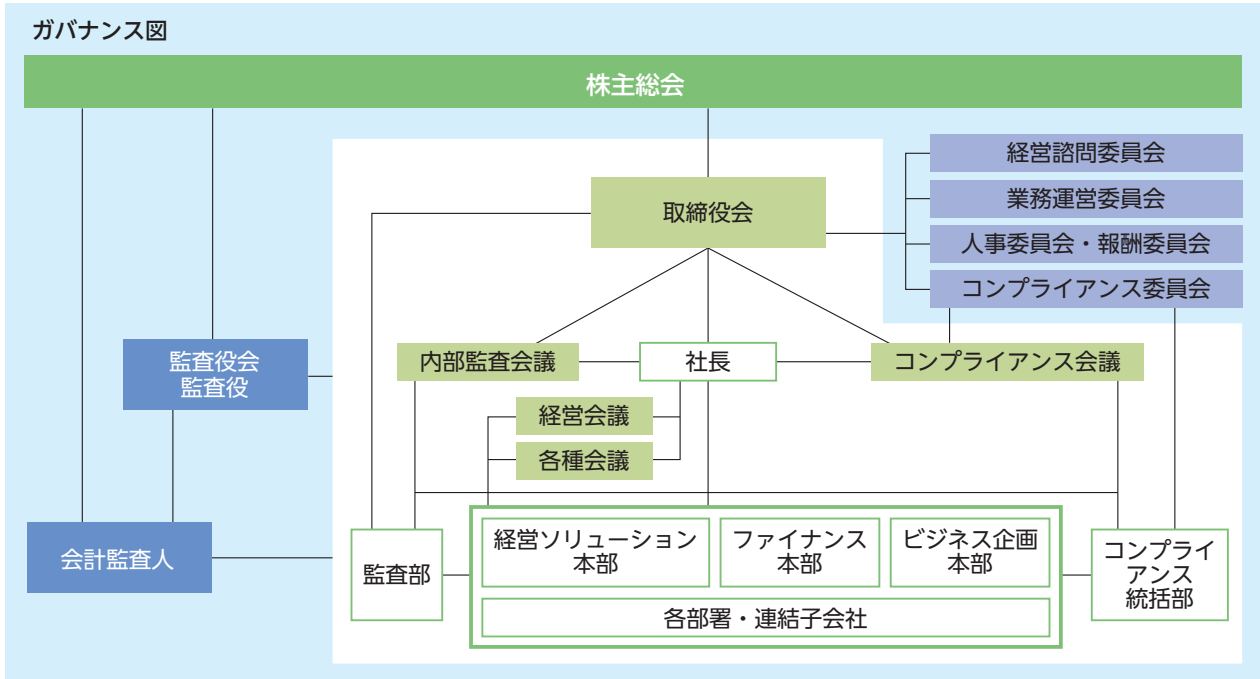 ガバナンス図
株主総会
経営諮問委員会
業務運営委員会
人事委員会・報酬委員会
コンプライアンス委員会
取締役会
監査役会
監査役
内部監査会議
社長
コンプライアンス会議
経営会議
各種会議
会計監査人
監査部
経営ソリューション
本部
ファイナンス
本部
ビジネス企画
本部
各部署・連結子会社
コンプライ
アンス
統括部